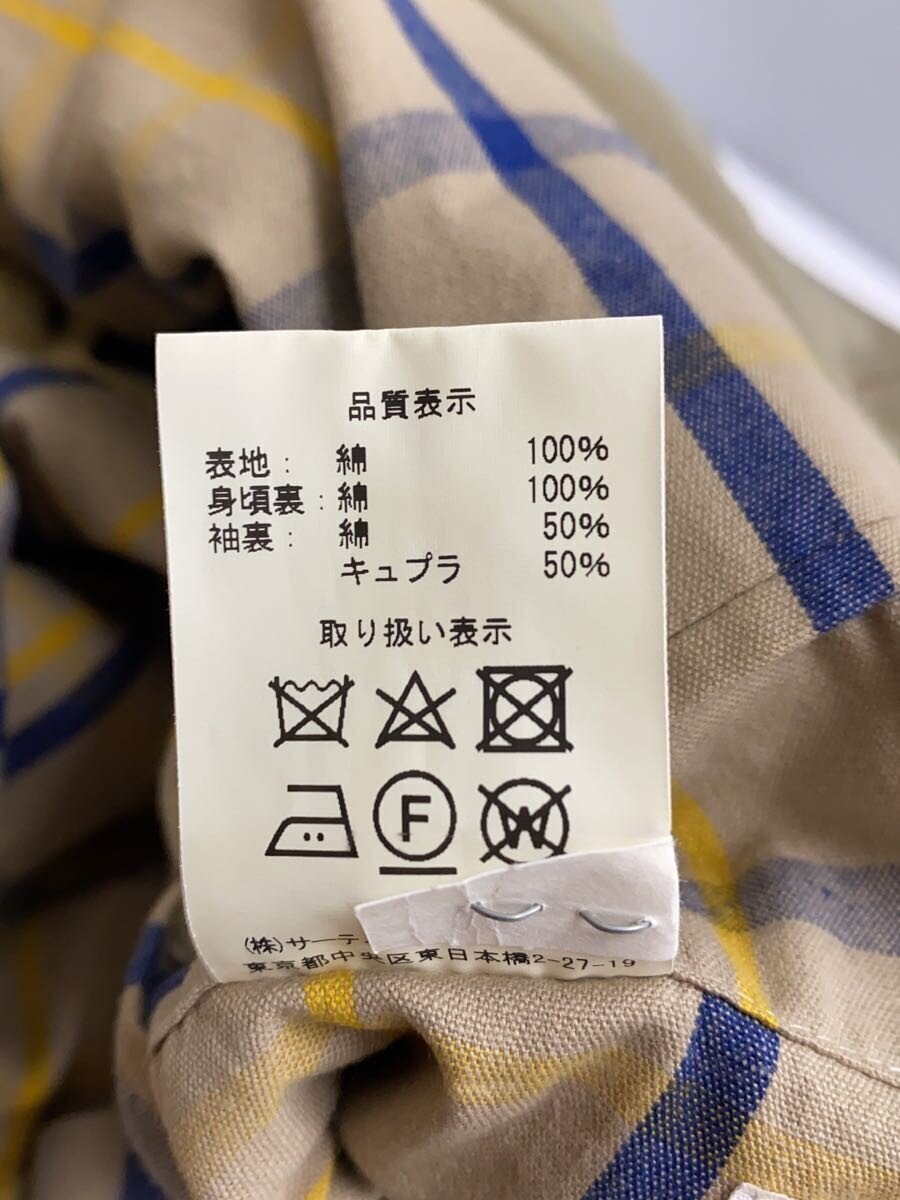 品質表示
表地： 綿 100%
身頃裏：綿 100%
袖裏： 綿 50%
キュプラ 50%
取り扱い表示
F
W
(株)サーティ
東京都中央区東日本橋2-27-19